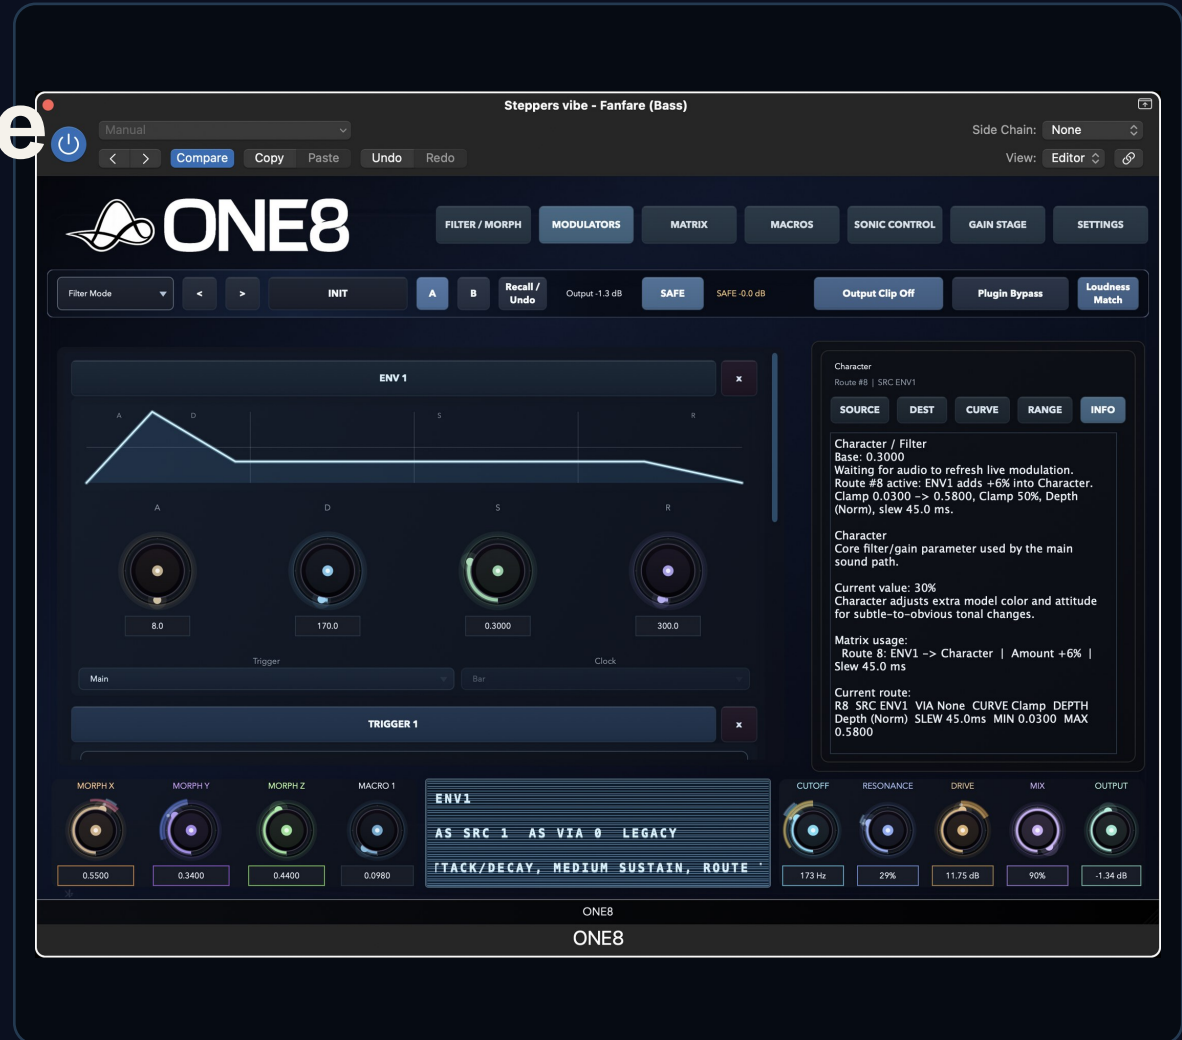 e
Steppers vibe - Fanfare (Bass)
Manual
Side Chain: None
< > Compare Copy Paste Undo Redo
View: Editor
ONE8
FILTER / MORPH MODULATORS MATRIX MACROS SONIC CONTROL GAIN STAGE SETTINGS
Filter Mode < > INIT A B Recall / Undo Output -1.3 dB SAFE SAFE -0.0 dB Output Clip Off Plugin Bypass Loudness Match
ENV 1 x
A D S R
A D S R
8.0 170.0 0.3000 300.0
Trigger Clock
Main Bar
TRIGGER 1 x
Character
Route #8 | SRC ENV1
SOURCE DEST CURVE RANGE INFO
Character / Filter
Base: 0.3000
Waiting for audio to refresh live modulation.
Route #8 active: ENV1 adds +6% into Character.
Clamp 0.0300 -> 0.5800, Clamp 50%, Depth
(Norm), slew 45.0 ms.
Character
Core filter/gain parameter used by the main
sound path.
Current value: 30%
Character adjusts extra model color and attitude
for subtle-to-obvious tonal changes.
Matrix usage:
Route 8: ENV1 -> Character | Amount +6% |
Slew 45.0 ms
Current route:
R8 SRC ENV1 VIA None CURVE Clamp DEPTH
Depth (Norm) SLEW 45.0ms MIN 0.0300 MAX
0.5800
MORPH X MORPH Y MORPH Z MACRO 1
0.5500 0.3400 0.4400 0.0980
ENV1
AS SRC 1 AS VIA 0 LEGACY
TACK/DECAY, MEDIUM SUSTAIN, ROUTE
CUTOFF RESONANCE DRIVE MIX OUTPUT
173 Hz 29% 11.75 dB 90% -1.34 dB
ONE8
ONE8